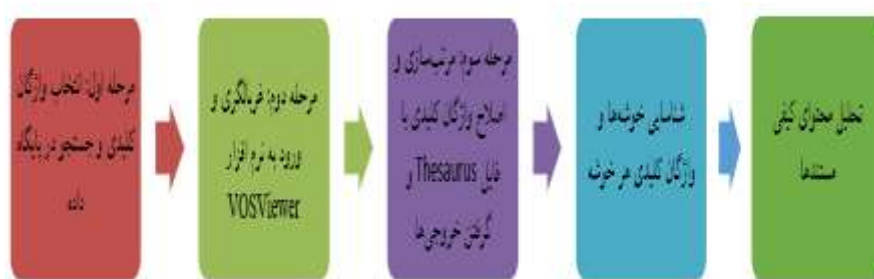 مرحله اول: انتخاب واژگان
کلیدی و جستجو در پایگاه
داده
مرحله دوم: غربالگری و
ورود به نرم افزار
VOSViewer
مرحله سوم: مرتب‌سازی و
اصلاح واژگان کلیدی با
فایل Thesaurus و
گرفتن خروجی‌ها
شناسایی خوشه‌ها و
واژگان کلیدی هر خوشه
تحلیل محتوای کیفی
مستندها